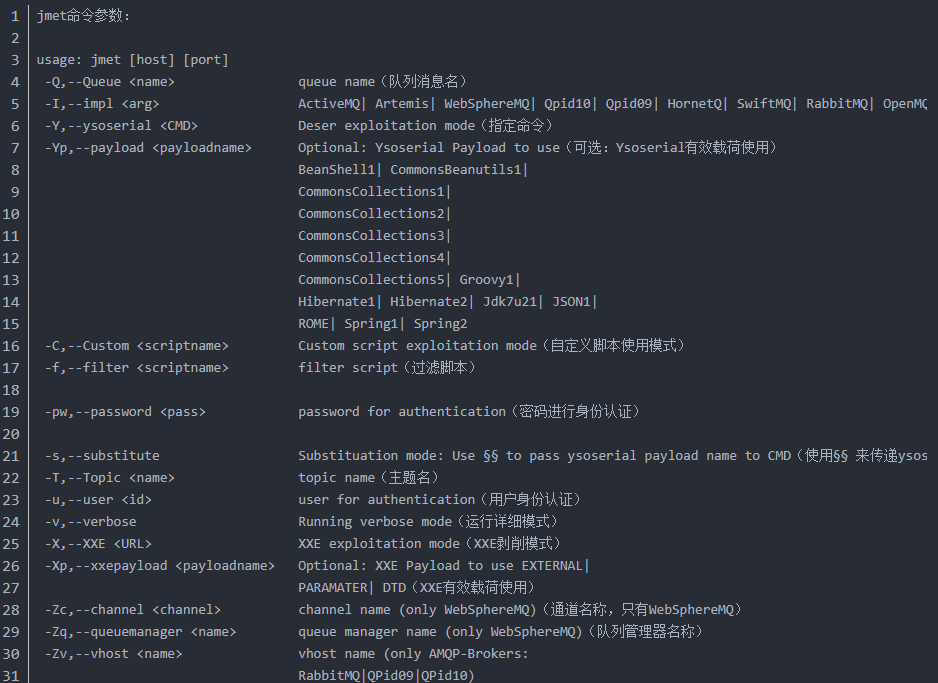 1 jmet命令参数：
2
3 usage: jmet [host] [port]
4 -Q,--Queue <name> queue name（队列消息名）
5 -I,--impl <arg> ActiveMQ| Artemis| WebSphereMQ| Qpid10| Qpid09| HornetQ| SwiftMQ| RabbitMQ| OpenMQ
6 -Y,--ysoserial <CMD> Deser exploitation mode（指定命令）
7 -Yp,--payload <payloadname> Optional: Ysoserial Payload to use（可选：Ysoserial有效载荷使用）
8 BeanShell1| CommonsBeanutils1|
9 CommonsCollections1|
10 CommonsCollections2|
11 CommonsCollections3|
12 CommonsCollections4|
13 CommonsCollections5| Groovy1|
14 Hibernate1| Hibernate2| Jdk7u21| JSON1|
15 ROME| Spring1| Spring2
16 -C,--Custom <scriptname> Custom script exploitation mode（自定义脚本使用模式）
17 -f,--filter <scriptname> filter script（过滤脚本）
18
19 -pw,--password <pass> password for authentication（密码进行身份认证）
20
21 -s,--substitute Substituation mode: Use §§ to pass ysoserial payload name to CMD（使用§§ 来传递ysos
22 -T,--Topic <name> topic name（主题名）
23 -u,--user <id> user for authentication（用户身份认证）
24 -v,--verbose Running verbose mode（运行详细模式）
25 -X,--XXE <URL> XXE exploitation mode（XXE剥削模式）
26 -Xp,--xxepayload <payloadname> Optional: XXE Payload to use EXTERNAL|
27 PARAMATER| DTD（XXE有效载荷使用）
28 -Zc,--channel <channel> channel name (only WebSphereMQ)（通道名称，只有WebSphereMQ）
29 -Zq,--queuemanager <name> queue manager name (only WebSphereMQ)（队列管理器名称）
30 -Zv,--vhost <name> vhost name (only AMQP-Brokers:
31 RabbitMQ|QPid09|QPid10)